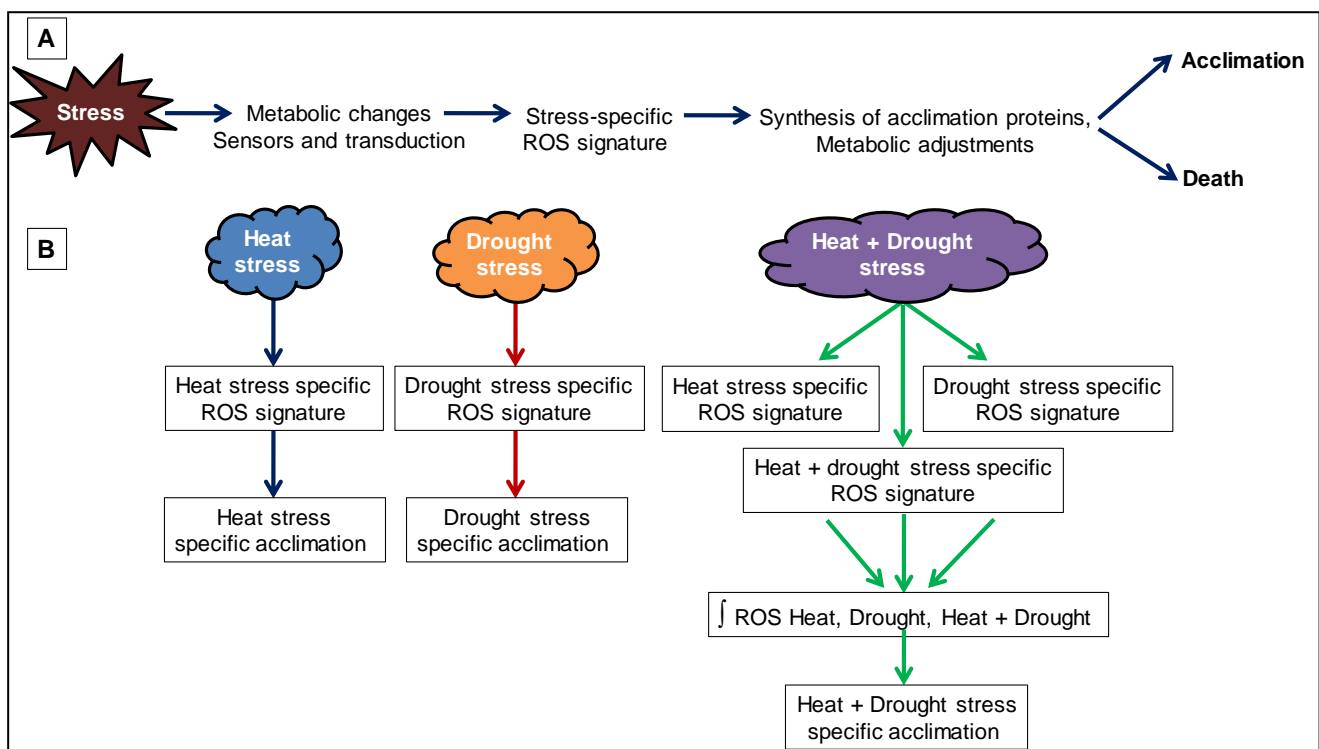 A
Stress
Metabolic changes
Sensors and transduction
Stress-specific
ROS signature
Synthesis of acclimation proteins,
Metabolic adjustments
Acclimation
Death
B
Heat
stress
Drought
stress
Heat + Drought
stress
Heat stress specific
ROS signature
Drought stress specific
ROS signature
Heat stress specific
ROS signature
Drought stress specific
ROS signature
Heat + drought stress specific
ROS signature
Heat stress
specific acclimation
Drought stress
specific acclimation
∫ ROS Heat, Drought, Heat + Drought
Heat + Drought stress
specific acclimation